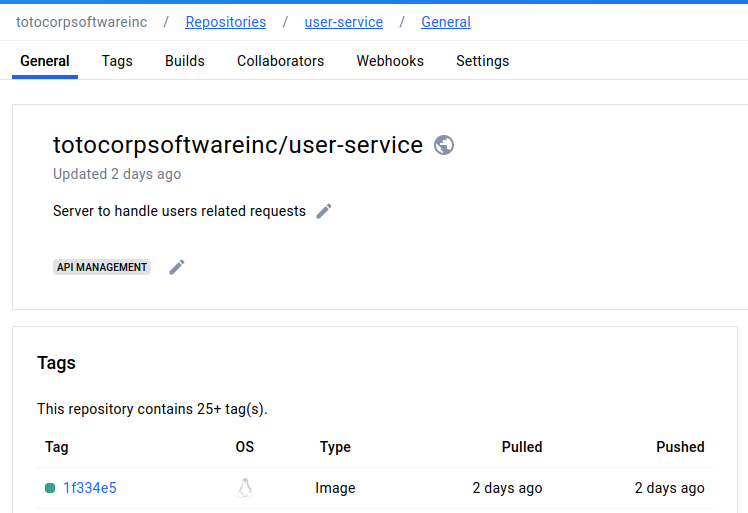 totocorpsoftwareinc / Repositories / user-service / General
General Tags Builds Collaborators Webhooks Settings
totocorpsoftwareinc/user-service
Updated 2 days ago
Server to handle users related requests
API MANAGEMENT
Tags
This repository contains 25+ tag(s).
Tag OS Type Pulled Pushed
1f334e5 Image 2 days ago 2 days ago